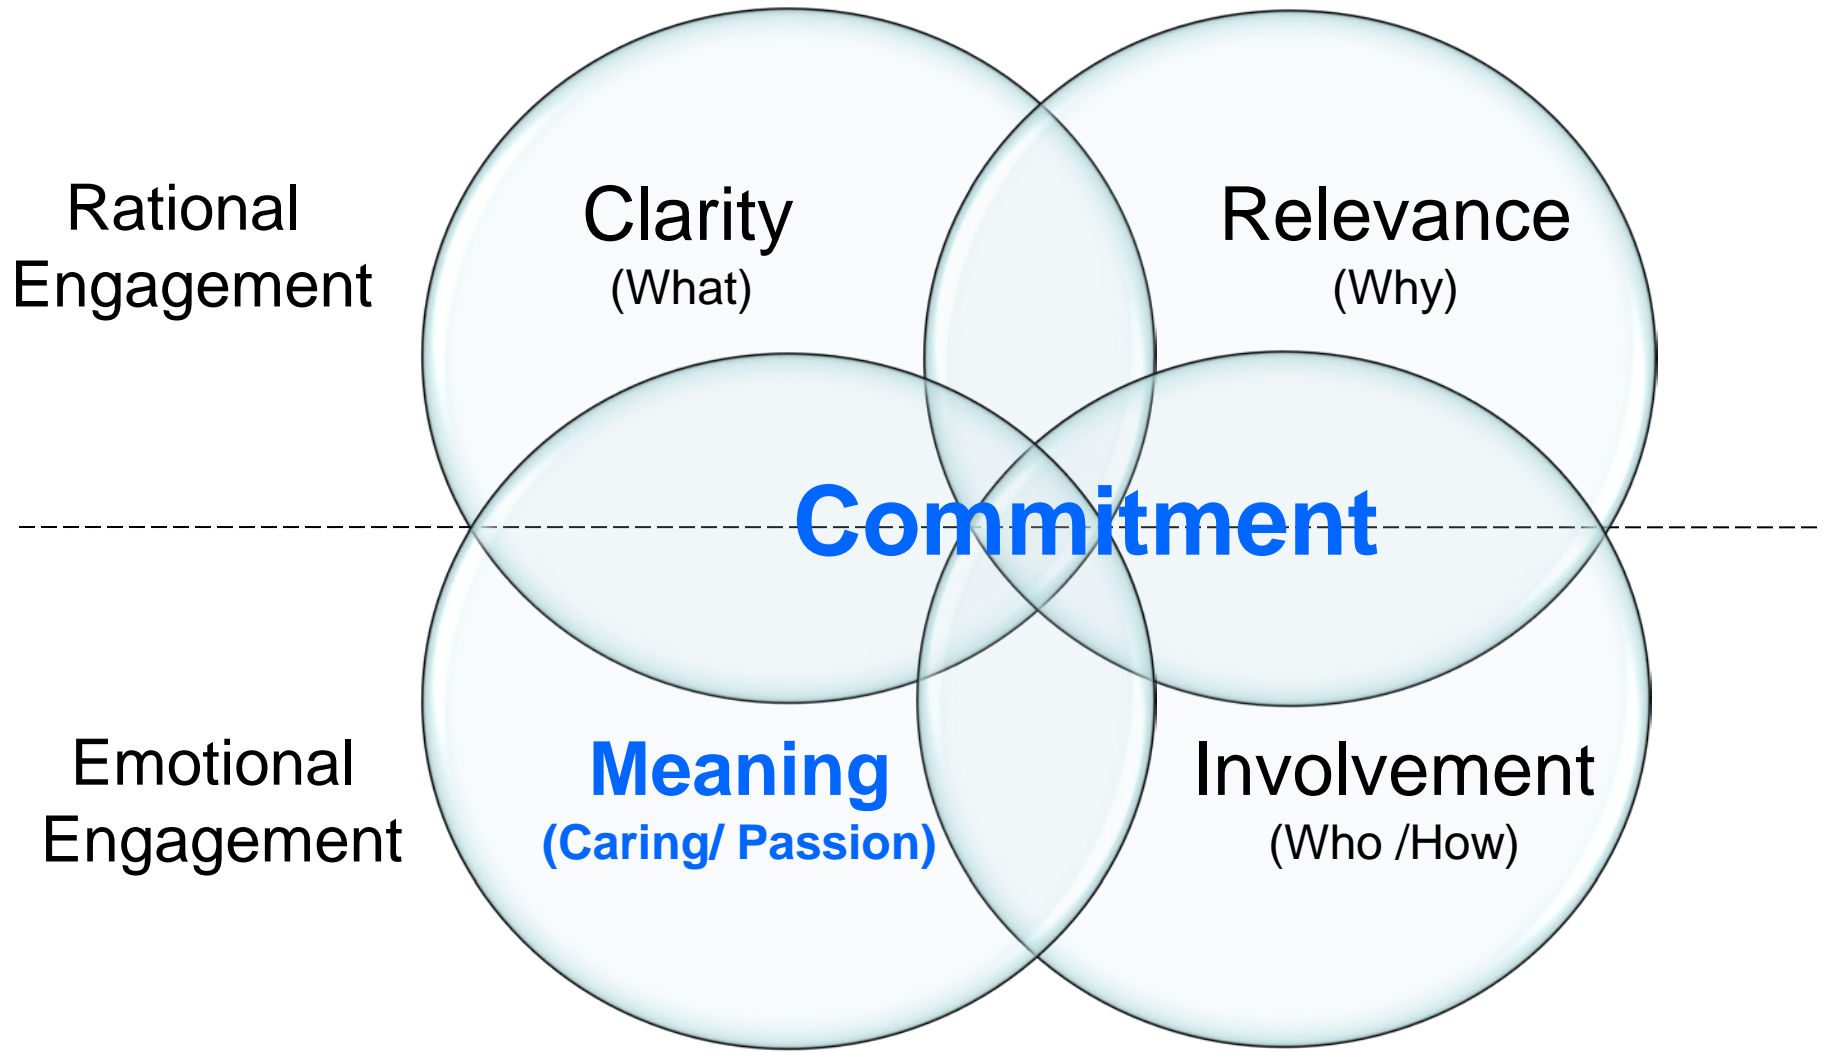 Rational
Engagement
Clarity
(What)
Relevance
(Why)
Commitment
Emotional
Engagement
Meaning
(Caring/ Passion)
Involvement
(Who /How)